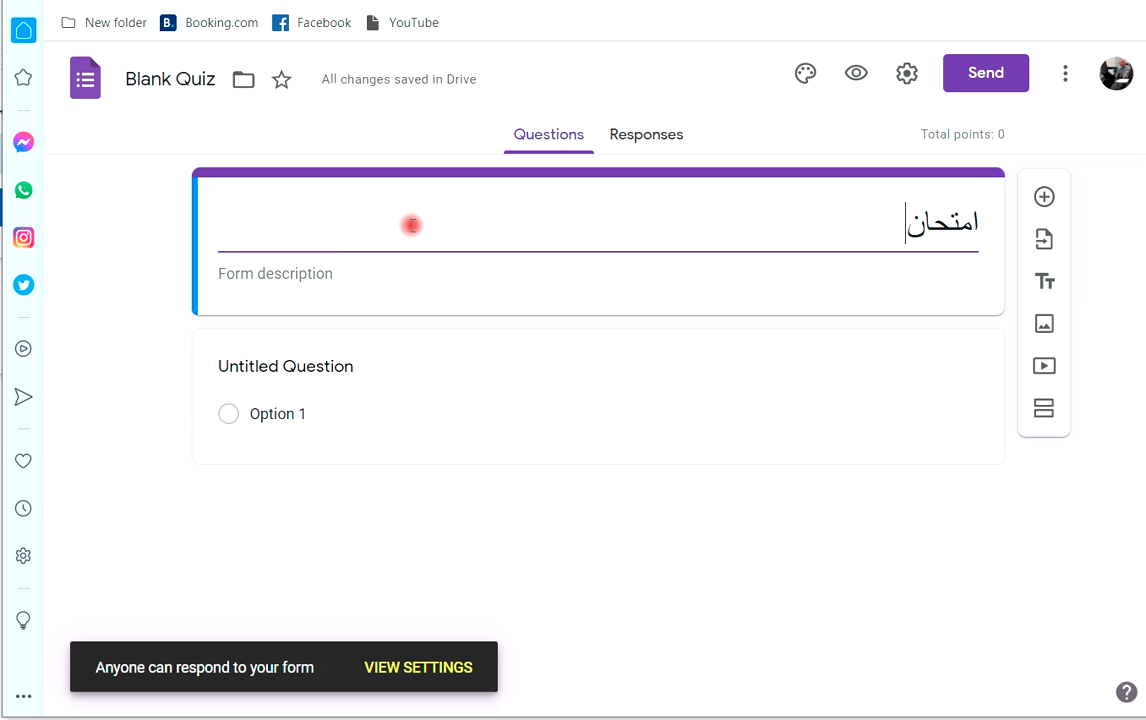 New folder B. Booking.com Facebook YouTube
Blank Quiz All changes saved in Drive Send
Questions Responses Total points: 0
امتحان
Form description
Untitled Question
Option 1
Anyone can respond to your form VIEW SETTINGS